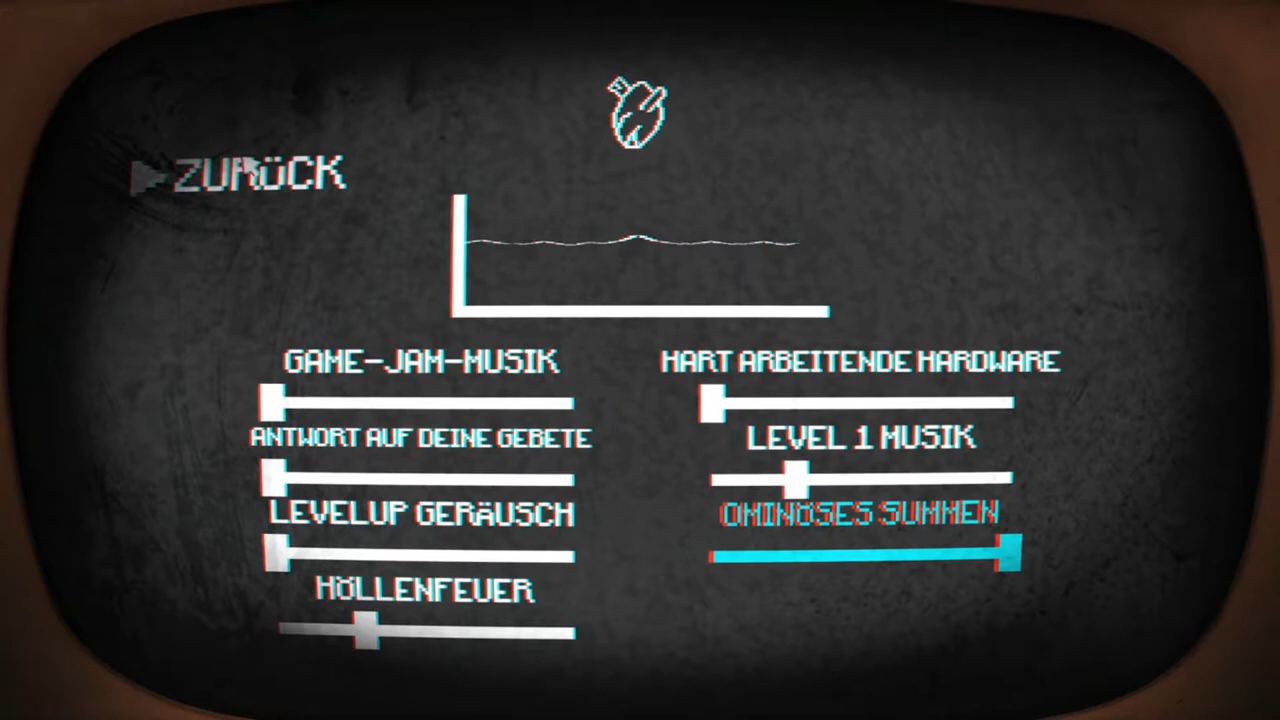 ZURÜCK
GAME-JAM-MUSIK
HART ARBEITENDE HARDWARE
ANTWORT AUF DEINE GEBETE
LEVEL 1 MUSIK
LEVELUP GERÄUSCH
OMINÖSES SUMMEN
HÖLLENFEUER